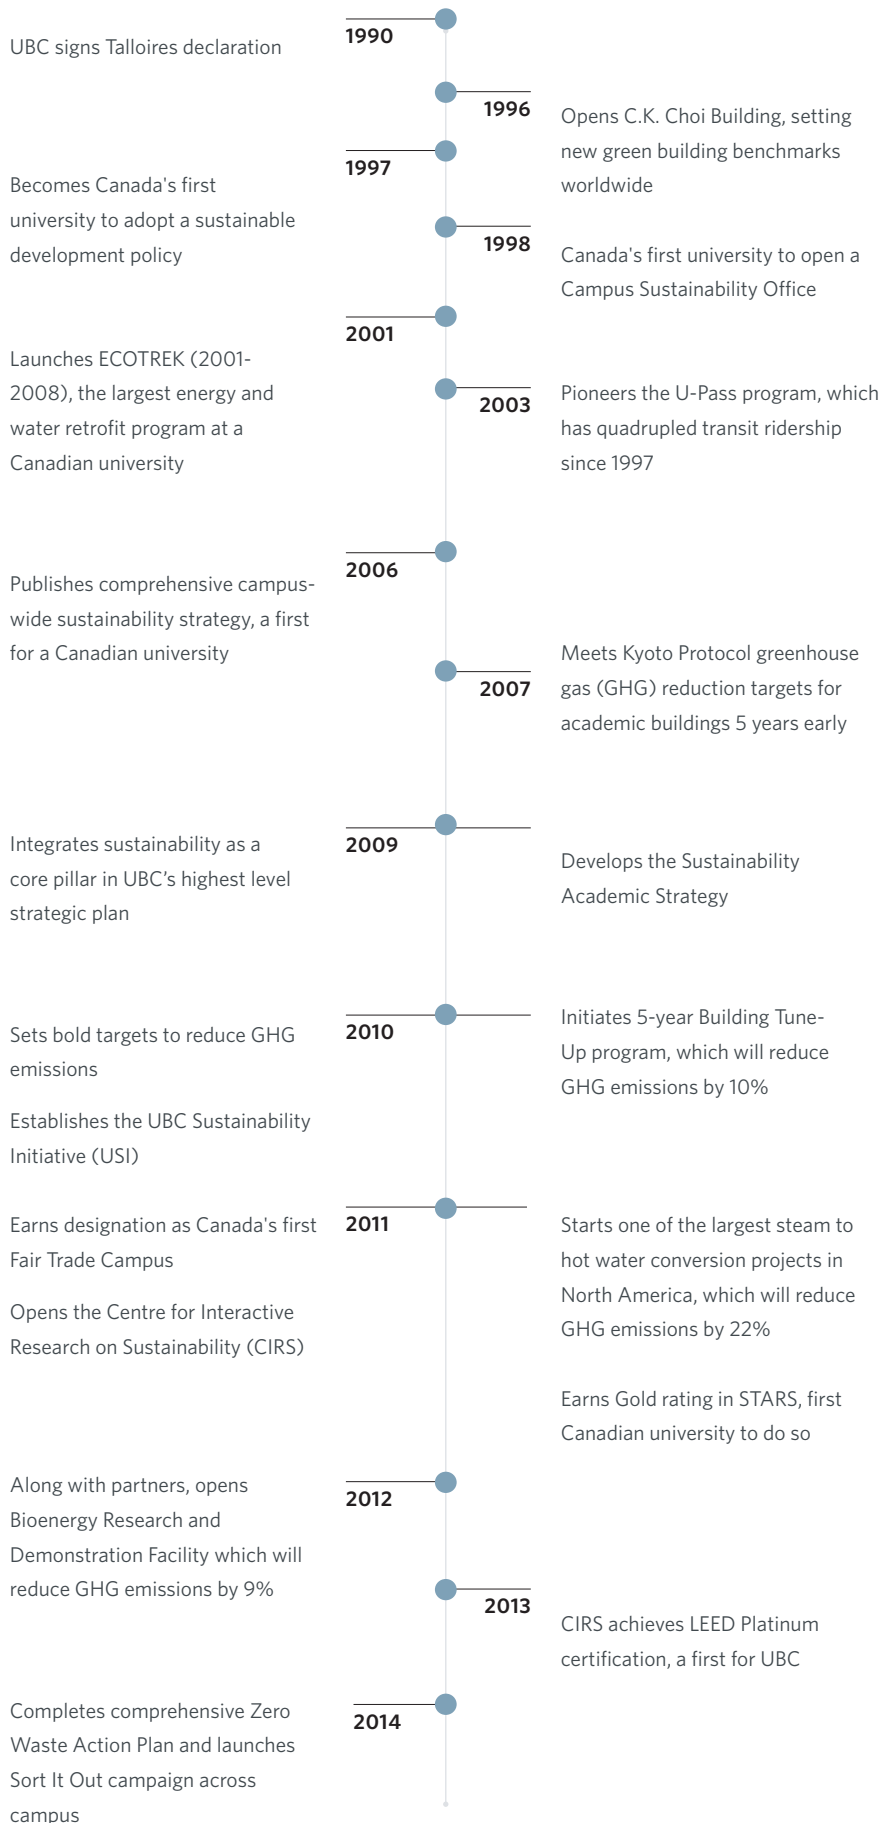 1990
UBC signs Talloires declaration
1996
Opens C.K. Choi Building, setting
new green building benchmarks
worldwide
1997
Becomes Canada's first
university to adopt a sustainable
development policy
1998
Canada's first university to open a
Campus Sustainability Office
2001
Launches ECOTREK (2001-
2008), the largest energy and
water retrofit program at a
Canadian university
2003
Pioneers the U-Pass program, which
has quadrupled transit ridership
since 1997
2006
Publishes comprehensive campus-
wide sustainability strategy, a first
for a Canadian university
2007
Meets Kyoto Protocol greenhouse
gas (GHG) reduction targets for
academic buildings 5 years early
2009
Integrates sustainability as a
core pillar in UBC’s highest level
strategic plan
Develops the Sustainability
Academic Strategy
2010
Sets bold targets to reduce GHG
emissions
Establishes the UBC Sustainability
Initiative (USI)
Initiates 5-year Building Tune-
Up program, which will reduce
GHG emissions by 10%
2011
Earns designation as Canada's first
Fair Trade Campus
Opens the Centre for Interactive
Research on Sustainability (CIRS)
Starts one of the largest steam to
hot water conversion projects in
North America, which will reduce
GHG emissions by 22%
Earns Gold rating in STARS, first
Canadian university to do so
2012
Along with partners, opens
Bioenergy Research and
Demonstration Facility which will
reduce GHG emissions by 9%
2013
CIRS achieves LEED Platinum
certification, a first for UBC
2014
Completes comprehensive Zero
Waste Action Plan and launches
Sort It Out campaign across
campus